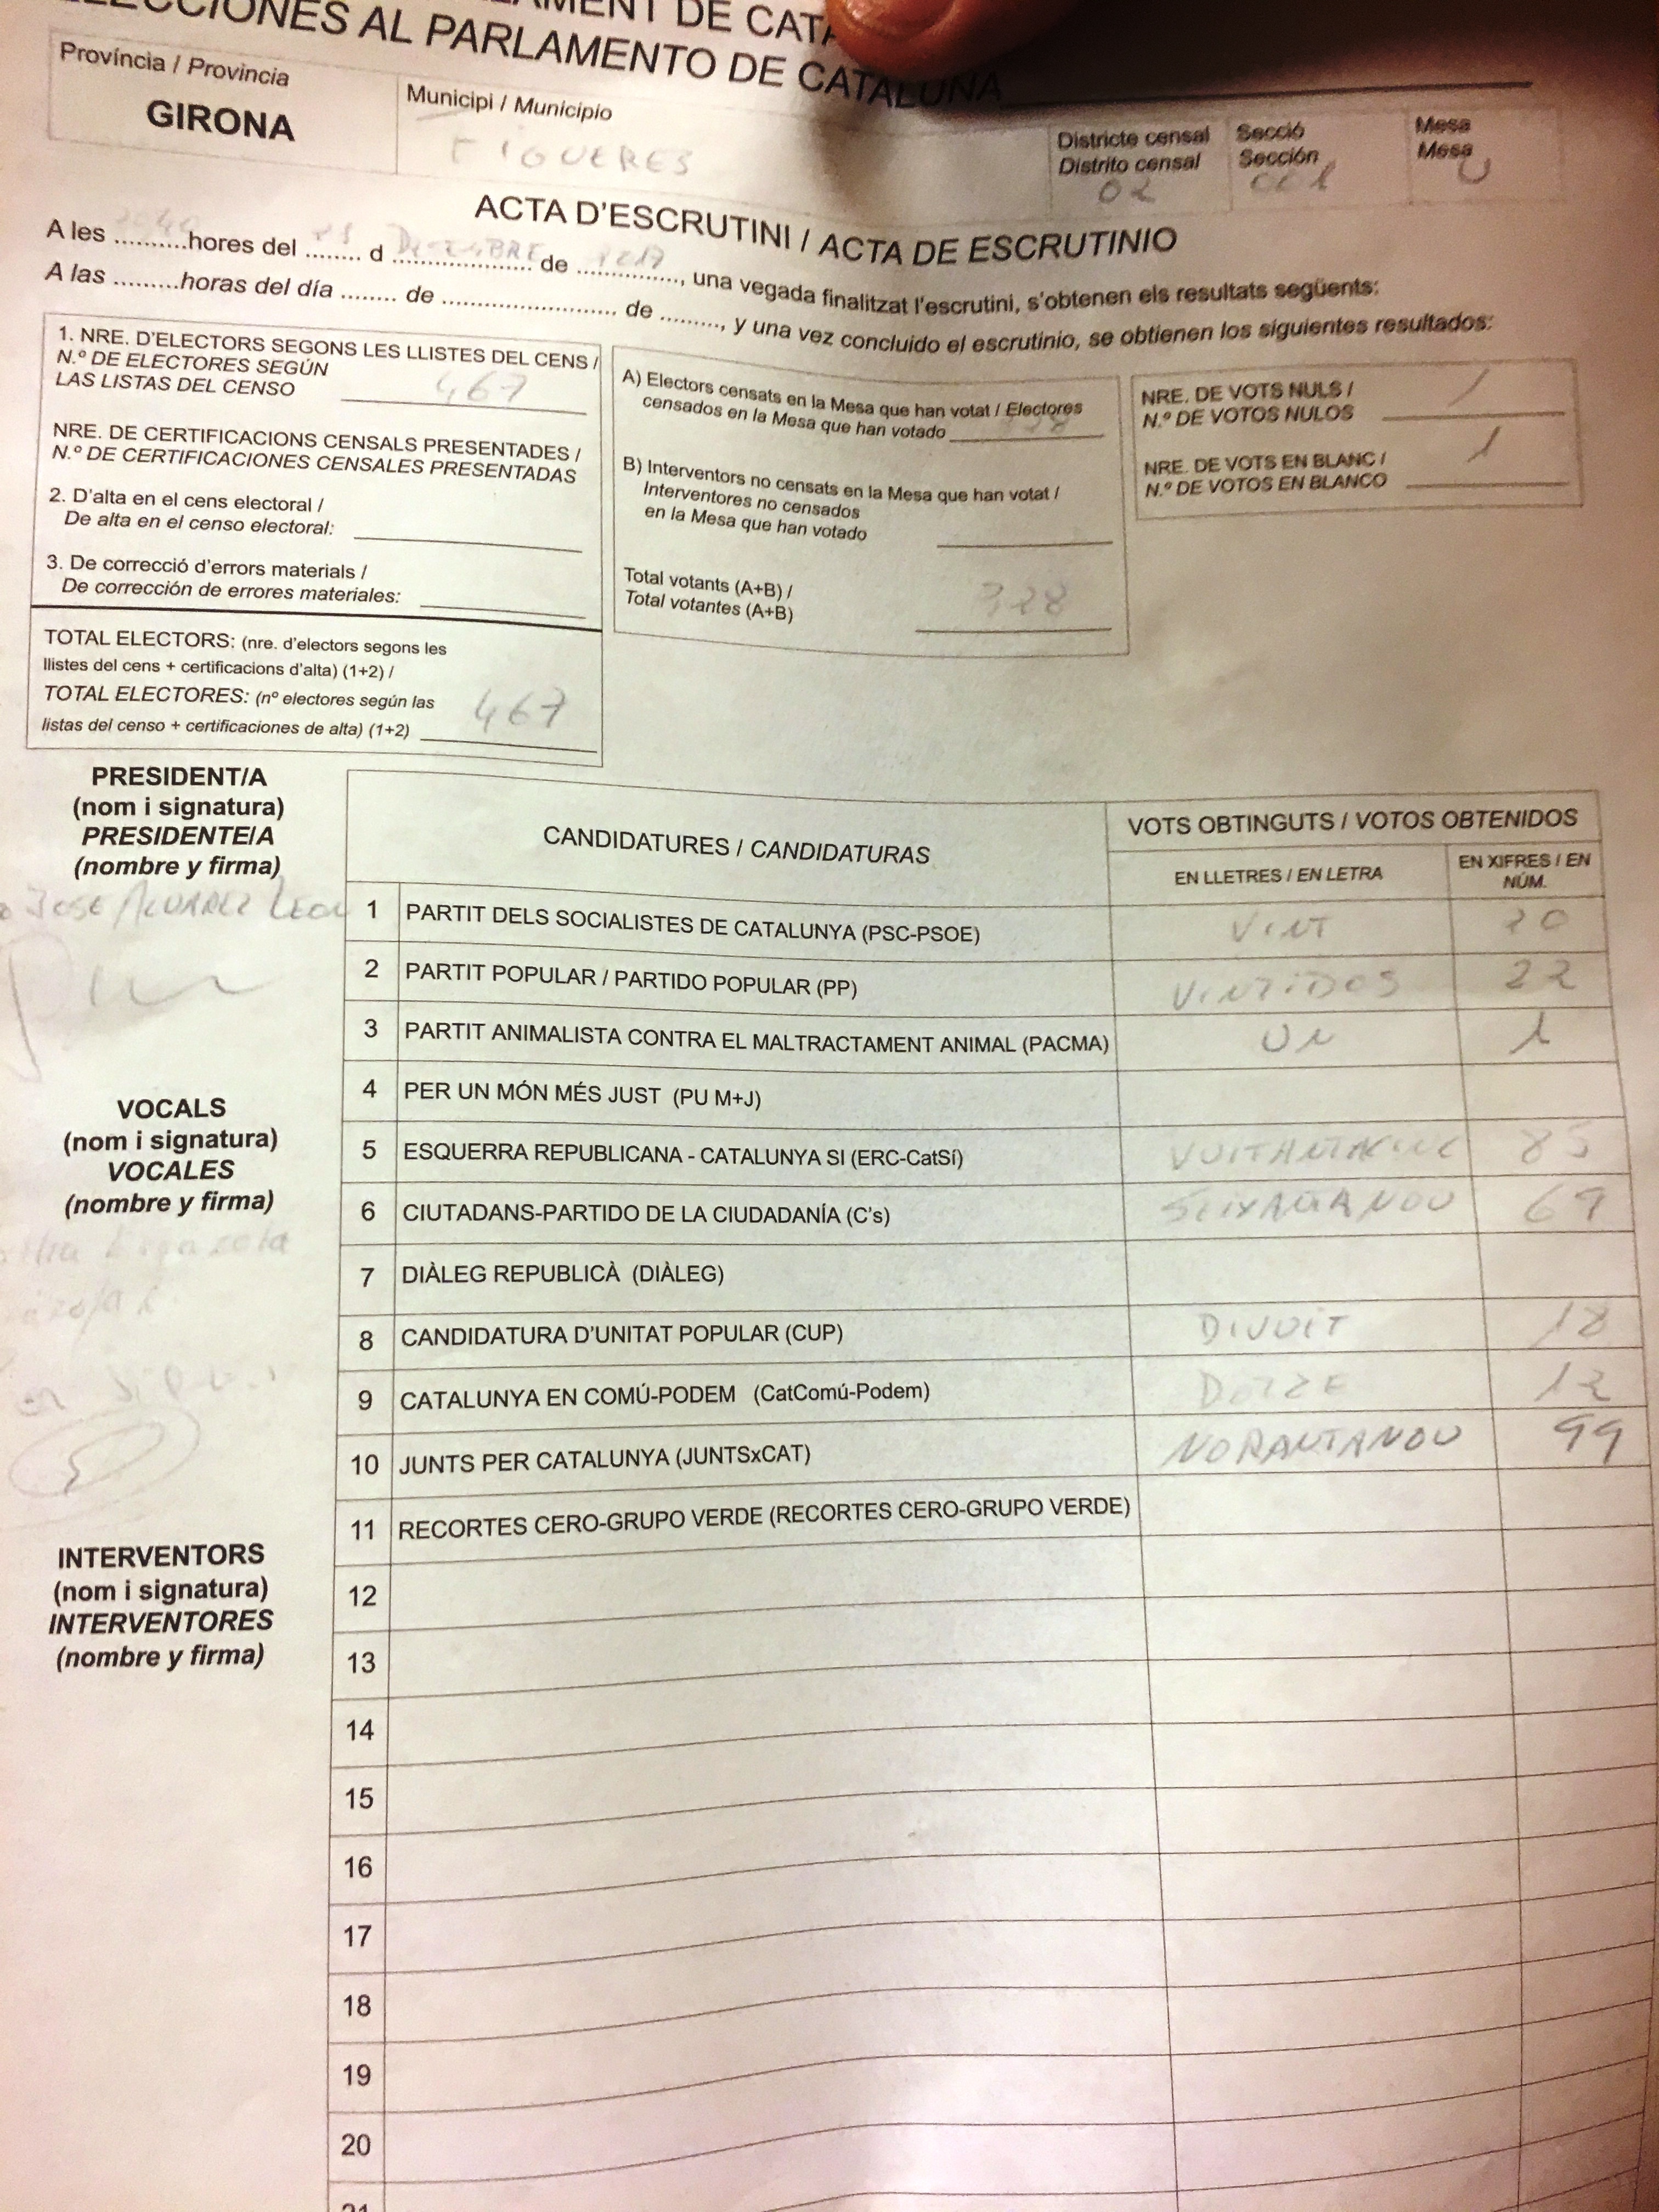 PARLAMENT DE CATA
ELECCIONES AL PARLAMENTO DE CATALUÑA
Província / Provincia
GIRONA
Municipi / Municipio
FIGUERES
Districte censal
Distrito censal
02
Secció
Sección
001
Mesa
Mesa
U
ACTA D'ESCRUTINI / ACTA DE ESCRUTINIO
A les ..........hores del ........ d DESEMBRE de 2017, una vegada finalitzat l'escrutini, s'obtenen els resultats següents:
A las .........horas del día ........ de ........................... de ........., y una vez concluido el escrutinio, se obtienen los siguientes resultados:
1. NRE. D'ELECTORS SEGONS LES LLISTES DEL CENS /
N.º DE ELECTORES SEGÚN
LAS LISTAS DEL CENSO 467
NRE. DE CERTIFICACIONS CENSALS PRESENTADES /
N.º DE CERTIFICACIONES CENSALES PRESENTADAS
2. D'alta en el cens electoral /
De alta en el censo electoral:
3. De correcció d'errors materials /
De corrección de errores materiales:
TOTAL ELECTORS: (nre. d'electors segons les
llistes del cens + certificacions d'alta) (1+2) /
TOTAL ELECTORES: (nº electores según las
listas del censo + certificaciones de alta) (1+2) 467
A) Electors censats en la Mesa que han votat / Electores
censados en la Mesa que han votado 328
B) Interventors no censats en la Mesa que han votat /
Interventores no censados
en la Mesa que han votado
Total votants (A+B) /
Total votantes (A+B) 328
NRE. DE VOTS NULS /
N.º DE VOTOS NULOS 1
NRE. DE VOTS EN BLANC /
N.º DE VOTOS EN BLANCO 1
PRESIDENT/A
(nom i signatura)
PRESIDENTE/A
(nombre y firma)
JOSE ALVAREZ LEON
VOCALS
(nom i signatura)
VOCALES
(nombre y firma)
INTERVENTORS
(nom i signatura)
INTERVENTORES
(nombre y firma)
CANDIDATURES / CANDIDATURAS
VOTS OBTINGUTS / VOTOS OBTENIDOS
EN LLETRES / EN LETRA
EN XIFRES / EN NÚM.
1 PARTIT DELS SOCIALISTES DE CATALUNYA (PSC-PSOE) VINT 20
2 PARTIT POPULAR / PARTIDO POPULAR (PP) VINTIDOS 22
3 PARTIT ANIMALISTA CONTRA EL MALTRACTAMENT ANIMAL (PACMA) UN 1
4 PER UN MÓN MÉS JUST (PU M+J)
5 ESQUERRA REPUBLICANA - CATALUNYA SI (ERC-CatSí) VUITANTACINC 85
6 CIUTADANS-PARTIDO DE LA CIUDADANÍA (C's) SEIXANTANOU 69
7 DIÀLEG REPUBLICÀ (DIÀLEG)
8 CANDIDATURA D'UNITAT POPULAR (CUP) DIVUIT 18
9 CATALUNYA EN COMÚ-PODEM (CatComú-Podem) DOTZE 12
10 JUNTS PER CATALUNYA (JUNTSxCAT) NORANTANOU 99
11 RECORTES CERO-GRUPO VERDE (RECORTES CERO-GRUPO VERDE)
12
13
14
15
16
17
18
19
20
21